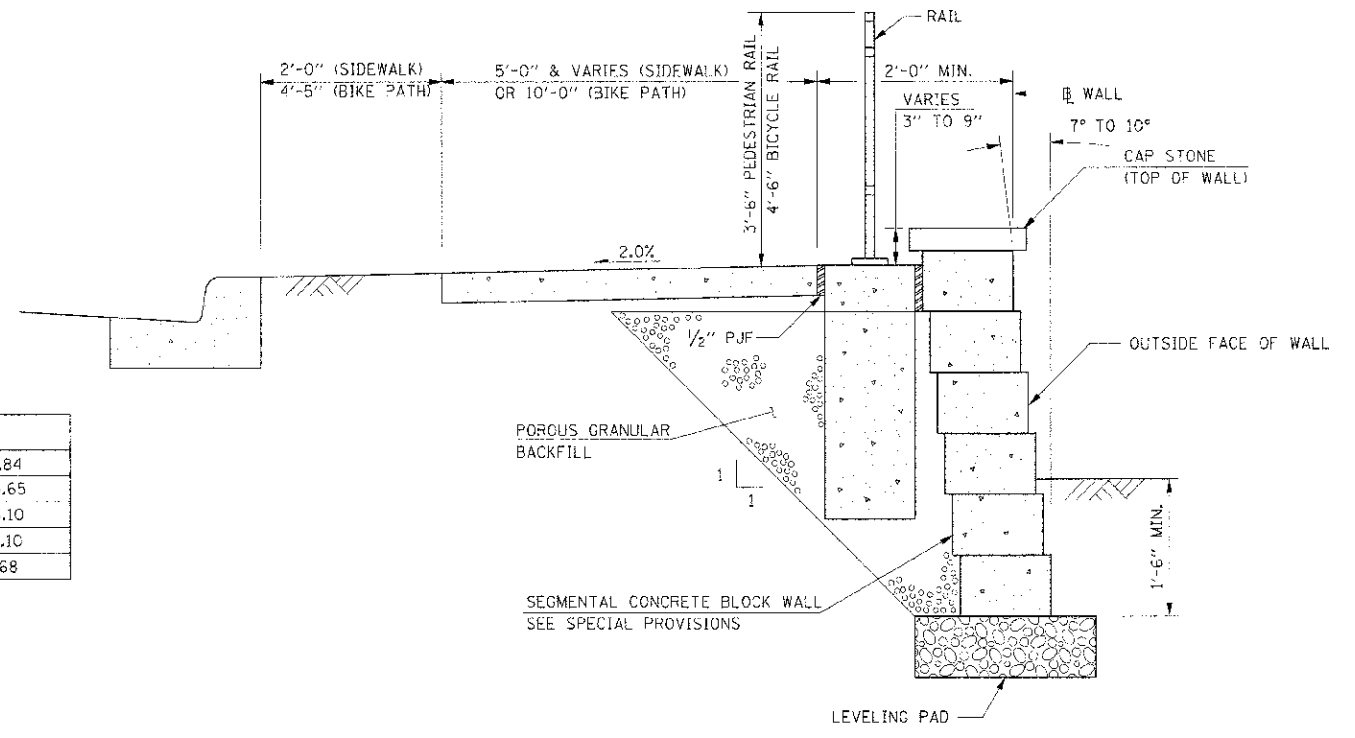 RAIL
2'-0" (SIDEWALK)
4'-5" (BIKE PATH)
5'-0" & VARIES (SIDEWALK)
OR 10'-0" (BIKE PATH)
3'-6" PEDESTRIAN RAIL
4'-6" BICYCLE RAIL
2'-0" MIN.
VARIES
3" TO 9"
WALL
7° TO 10°
CAP STONE
(TOP OF WALL)
2.0%
1/2" PJF
OUTSIDE FACE OF WALL
POROUS GRANULAR
BACKFILL
1
1
1'-6" MIN.
SEGMENTAL CONCRETE BLOCK WALL
SEE SPECIAL PROVISIONS
LEVELING PAD
.84
.65
.10
.10
68